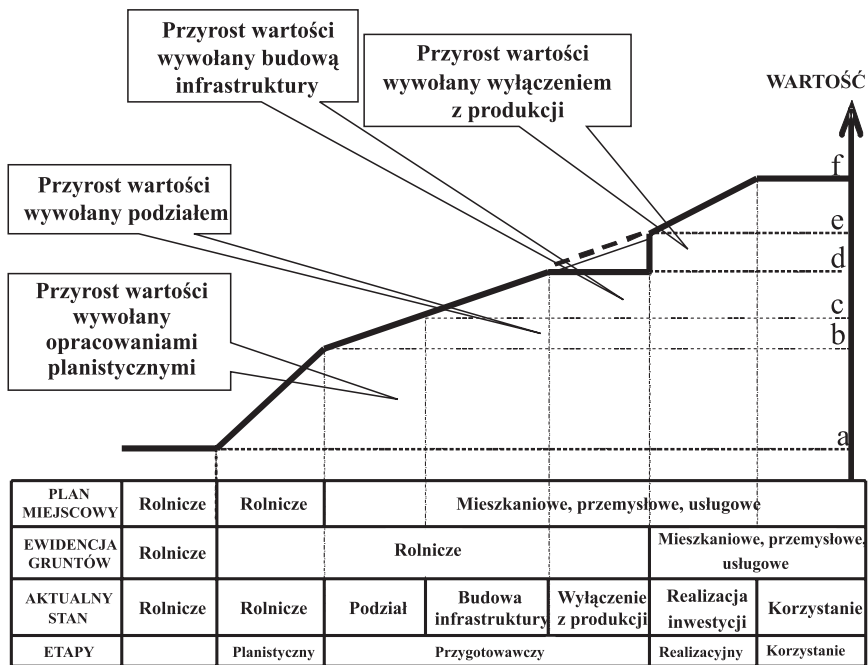 Przyrost wartości
wywołany budową
infrastruktury
Przyrost wartości
wywołany wyłączeniem
z produkcji
WARTOŚĆ
Przyrost wartości
wywołany podziałem
Przyrost wartości
wywołany
opracowaniami
planistycznymi
f
e
d
c
b
a
PLAN
MIEJSCOWY
Rolnicze
Rolnicze
Mieszkaniowe, przemysłowe, usługowe
EWIDENCJA
GRUNTÓW
Rolnicze
Rolnicze
Mieszkaniowe, przemysłowe,
usługowe
AKTUALNY
STAN
Rolnicze
Rolnicze
Podział
Budowa
infrastruktury
Wyłączenie
z produkcji
Realizacja
inwestycji
Korzystanie
ETAPY
Planistyczny
Przygotowawczy
Realizacyjny
Korzystanie